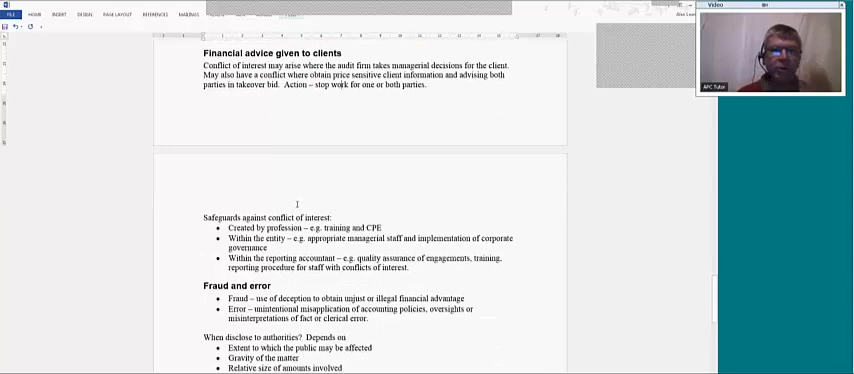 Video
FILE HOME INSERT DESIGN PAGE LAYOUT REFERENCES MAILINGS
Financial advice given to clients
Conflict of interest may arise where the audit firm takes managerial decisions for the client.
May also have a conflict where obtain price sensitive client information and advising both
parties in takeover bid. Action – stop work for one or both parties.
APC Tutor
Safeguards against conflict of interest:
• Created by profession – e.g. training and CPE
• Within the entity – e.g. appropriate managerial staff and implementation of corporate
governance
• Within the reporting accountant – e.g. quality assurance of engagements, training,
reporting procedure for staff with conflicts of interest.
Fraud and error
• Fraud – use of deception to obtain unjust or illegal financial advantage
• Error – unintentional misapplication of accounting policies, oversights or
misinterpretations of fact or clerical error.
When disclose to authorities? Depends on
• Extent to which the public may be affected
• Gravity of the matter
• Relative size of amounts involved